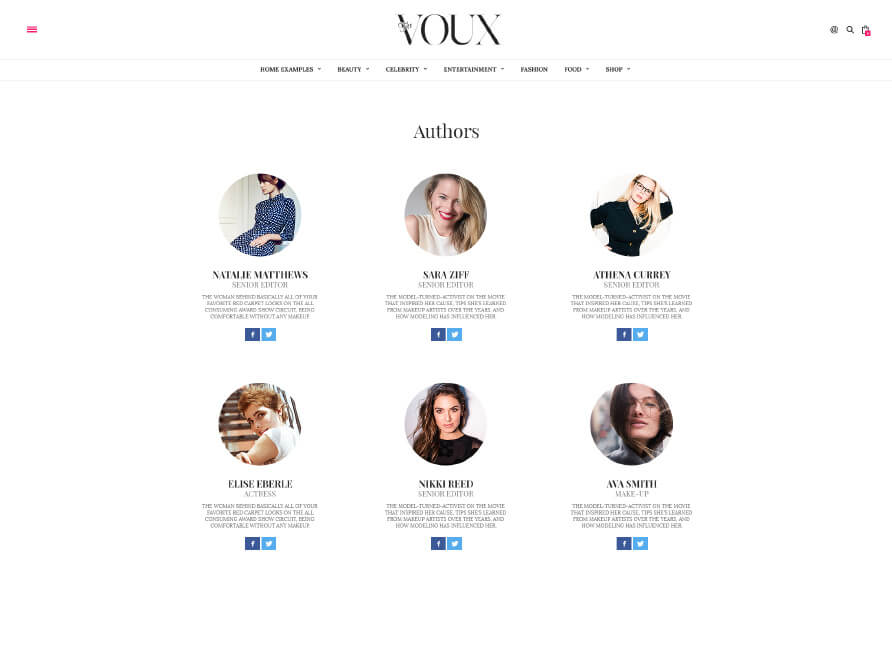 The VOUX
HOME EXAMPLES BEAUTY CELEBRITY ENTERTAINMENT FASHION FOOD SHOP
Authors
NATALIE MATTHEWS
SENIOR EDITOR
THE WOMAN BEHIND BASICALLY ALL OF YOUR
FAVORITE RED CARPET LOOKS ON THE ALL
CONSUMING AWARD SHOW CIRCUIT, BEING
COMFORTABLE WITHOUT ANY MAKEUP.
SARA ZIFF
SENIOR EDITOR
THE MODEL-TURNED-ACTIVIST ON THE MOVIE
THAT INSPIRED HER CAUSE, TIPS SHE'S LEARNED
FROM MAKEUP ARTISTS OVER THE YEARS, AND
HOW MODELING HAS INFLUENCED HER.
ATHENA CURREY
SENIOR EDITOR
THE MODEL-TURNED-ACTIVIST ON THE MOVIE
THAT INSPIRED HER CAUSE, TIPS SHE'S LEARNED
FROM MAKEUP ARTISTS OVER THE YEARS, AND
HOW MODELING HAS INFLUENCED HER.
ELISE EBERLE
ACTRESS
THE WOMAN BEHIND BASICALLY ALL OF YOUR
FAVORITE RED CARPET LOOKS ON THE ALL
CONSUMING AWARD SHOW CIRCUIT, BEING
COMFORTABLE WITHOUT ANY MAKEUP.
NIKKI REED
SENIOR EDITOR
THE MODEL-TURNED-ACTIVIST ON THE MOVIE
THAT INSPIRED HER CAUSE, TIPS SHE'S LEARNED
FROM MAKEUP ARTISTS OVER THE YEARS, AND
HOW MODELING HAS INFLUENCED HER.
AVA SMITH
MAKE-UP
THE MODEL-TURNED-ACTIVIST ON THE MOVIE
THAT INSPIRED HER CAUSE, TIPS SHE'S LEARNED
FROM MAKEUP ARTISTS OVER THE YEARS, AND
HOW MODELING HAS INFLUENCED HER.